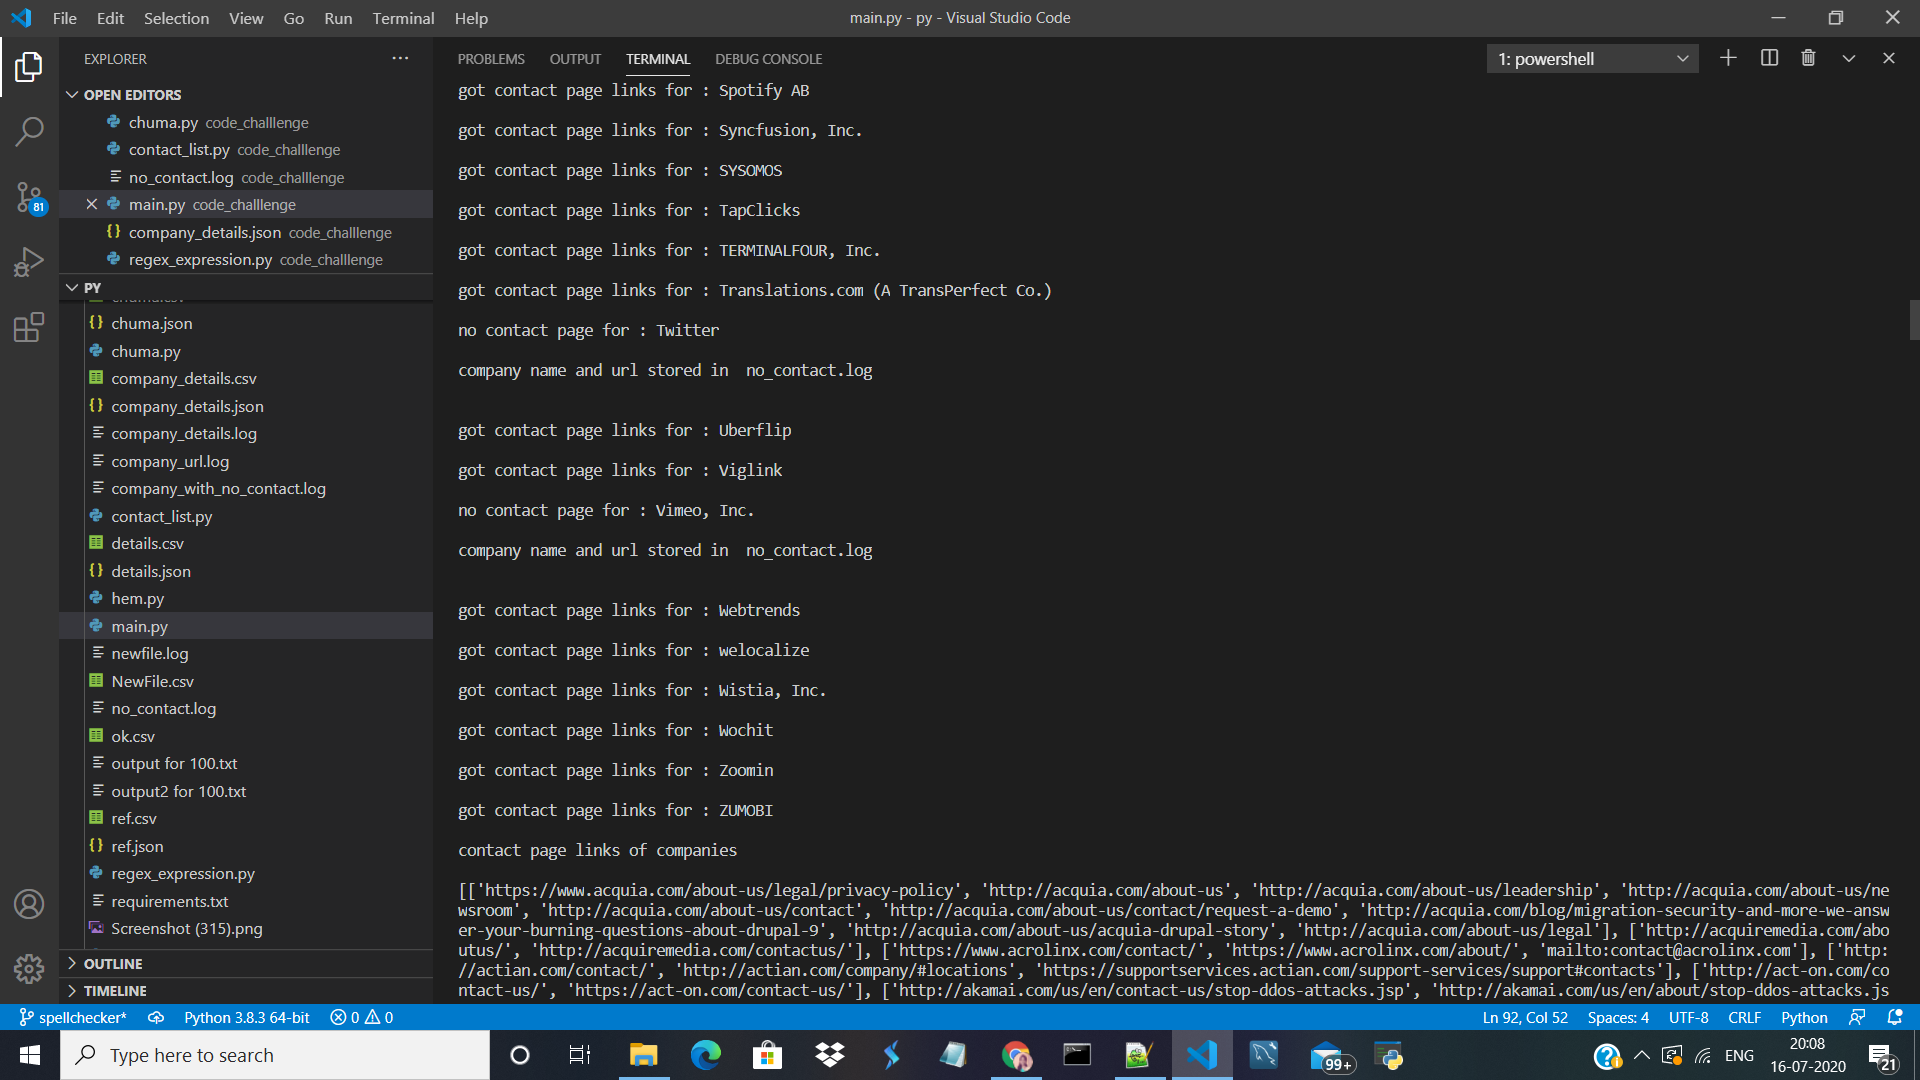 File Edit Selection View Go Run Terminal Help
main.py - py - Visual Studio Code
EXPLORER
OPEN EDITORS
chuma.py code_challlenge
contact_list.py code_challlenge
no_contact.log code_challlenge
main.py code_challlenge
company_details.json code_challlenge
regex_expression.py code_challlenge
PY
chuma.json
chuma.py
company_details.csv
company_details.json
company_details.log
company_url.log
company_with_no_contact.log
contact_list.py
details.csv
details.json
hem.py
main.py
newfile.log
NewFile.csv
no_contact.log
ok.csv
output for 100.txt
output2 for 100.txt
ref.csv
ref.json
regex_expression.py
requirements.txt
Screenshot (315).png
OUTLINE
TIMELINE
81
PROBLEMS OUTPUT TERMINAL DEBUG CONSOLE
1: powershell
got contact page links for : Spotify AB
got contact page links for : Syncfusion, Inc.
got contact page links for : SYSOMOS
got contact page links for : TapClicks
got contact page links for : TERMINALFOUR, Inc.
got contact page links for : Translations.com (A TransPerfect Co.)
no contact page for : Twitter
company name and url stored in  no_contact.log
got contact page links for : Uberflip
got contact page links for : Viglink
no contact page for : Vimeo, Inc.
company name and url stored in  no_contact.log
got contact page links for : Webtrends
got contact page links for : welocalize
got contact page links for : Wistia, Inc.
got contact page links for : Wochit
got contact page links for : Zoomin
got contact page links for : ZUMOBI
contact page links of companies
[['https://www.acquia.com/about-us/legal/privacy-policy', 'http://acquia.com/about-us', 'http://acquia.com/about-us/leadership', 'http://acquia.com/about-us/ne
wsroom', 'http://acquia.com/about-us/contact', 'http://acquia.com/about-us/contact/request-a-demo', 'http://acquia.com/blog/migration-security-and-more-we-answ
er-your-burning-questions-about-drupal-9', 'http://acquia.com/about-us/acquia-drupal-story', 'http://acquia.com/about-us/legal'], ['http://acquiremedia.com/abo
utus/', 'http://acquiremedia.com/contactus/'], ['https://www.acrolinx.com/contact/', 'https://www.acrolinx.com/about/', 'mailto:contact@acrolinx.com'], ['http:
//actian.com/contact/', 'http://actian.com/company/#locations', 'https://supportservices.actian.com/support-services/support#contacts'], ['http://act-on.com/co
ntact-us/', 'https://act-on.com/contact-us/'], ['http://akamai.com/us/en/contact-us/stop-ddos-attacks.jsp', 'http://akamai.com/us/en/about/stop-ddos-attacks.js
spellchecker* Python 3.8.3 64-bit 0 0
Ln 92, Col 52 Spaces: 4 UTF-8 CRLF Python
Type here to search
99+
ENG
20:08
16-07-2020
21